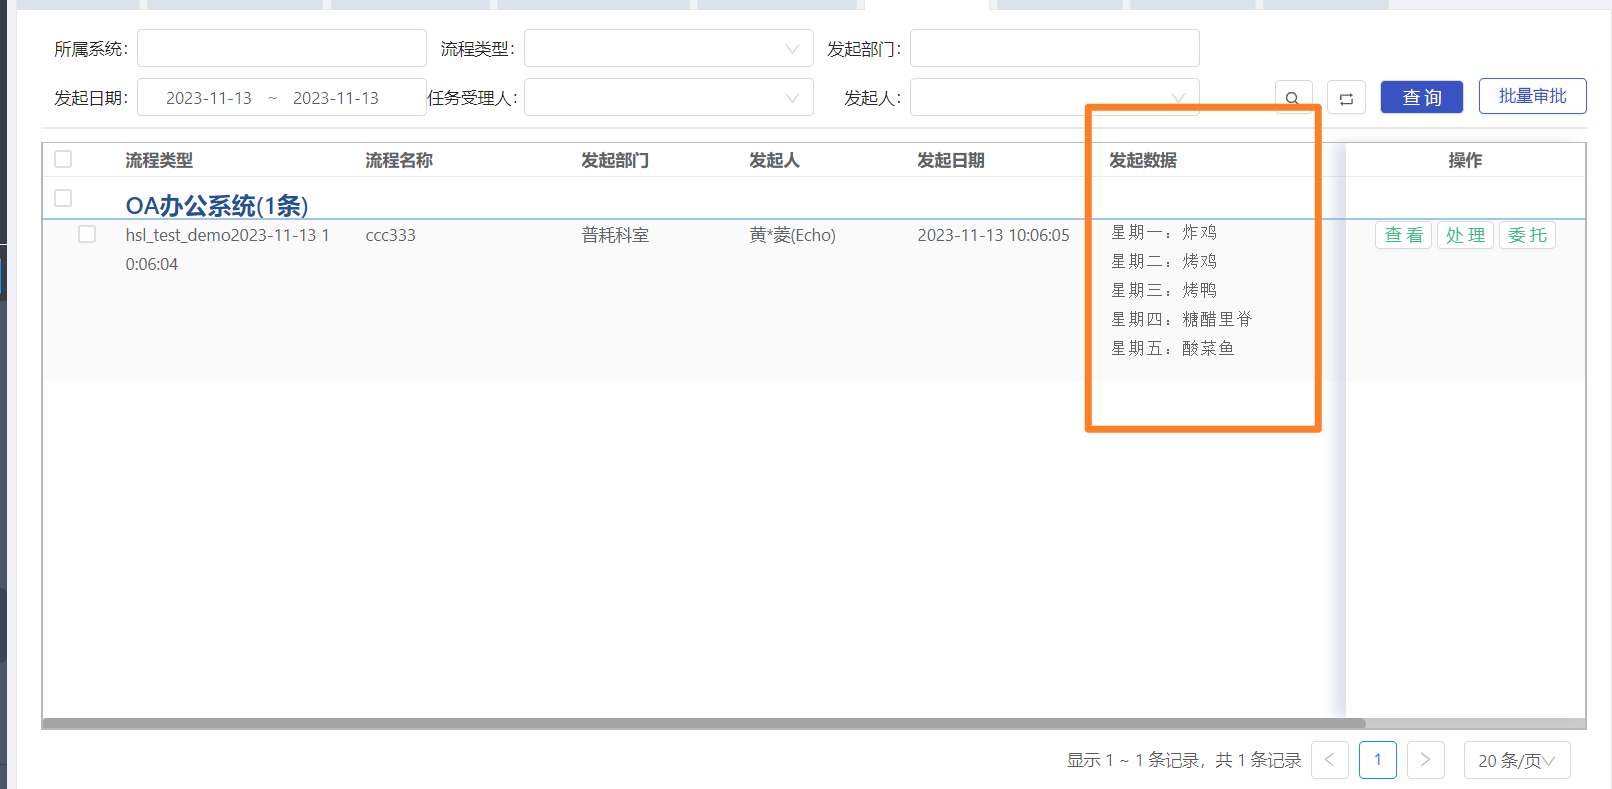 所属系统： 流程类型： 发起部门：
发起日期： 2023-11-13 ~ 2023-11-13 任务受理人： 发起人： 查询 批量审批
流程类型 流程名称 发起部门 发起人 发起日期 发起数据 操作
OA办公系统(1条)
hsl_test_demo2023-11-13 1 ccc333 普耗科室 黄*菱(Echo) 2023-11-13 10:06:05 星期一：炸鸡 查看 处理 委托
0:06:04 星期二：烤鸡
星期三：烤鸭
星期四：糖醋里脊
星期五：酸菜鱼
显示 1 ~ 1 条记录，共 1 条记录 < 1 > 20 条/页